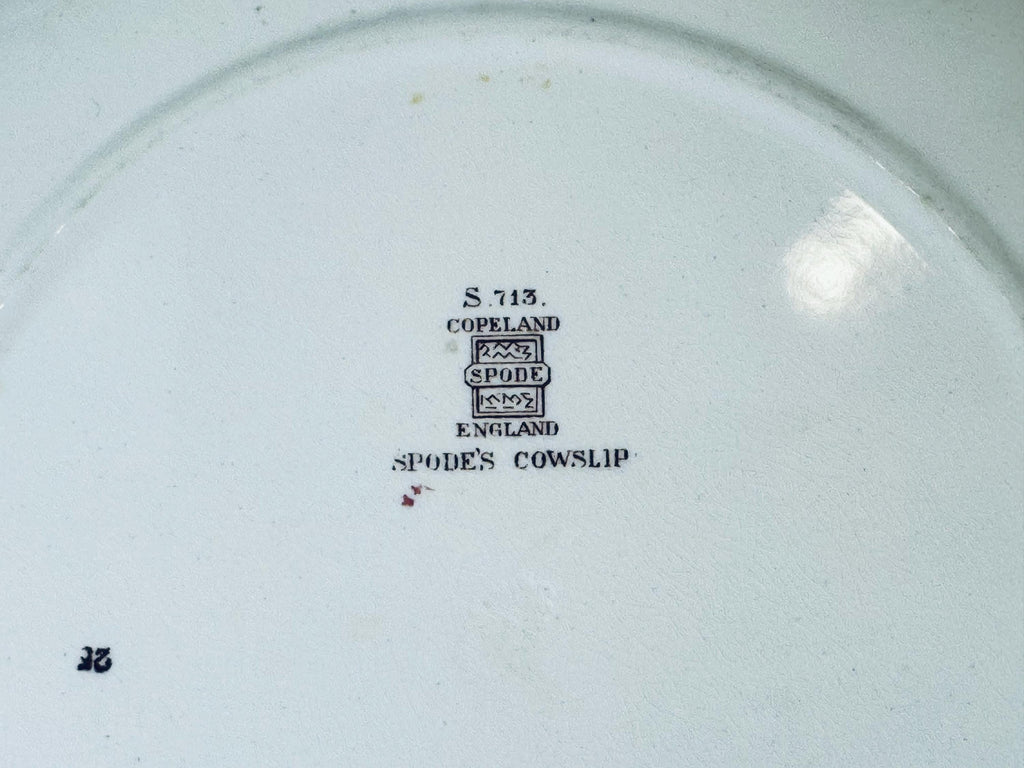 S.713.
COPELAND
SPODE
ENGLAND
SPODE'S COWSLIP